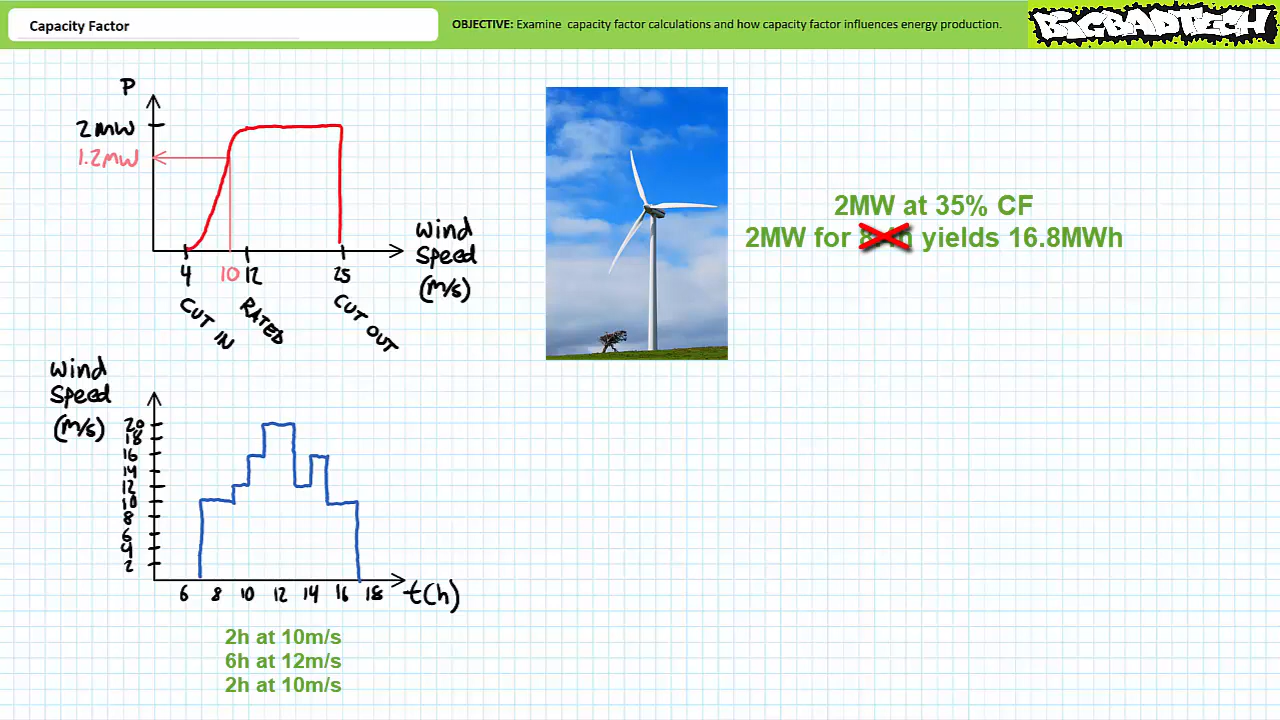 Capacity Factor
OBJECTIVE: Examine capacity factor calculations and how capacity factor influences energy production.
BIGBADTECH
P
2MW
1.2MW
Wind
Speed
(m/s)
4 10 12 25
CUT IN RATED CUT OUT
2MW at 35% CF
2MW for yields 16.8MWh
Wind
Speed
(m/s)
20
18
16
14
12
10
8
6
4
2
6 8 10 12 14 16 18 t(h)
2h at 10m/s
6h at 12m/s
2h at 10m/s